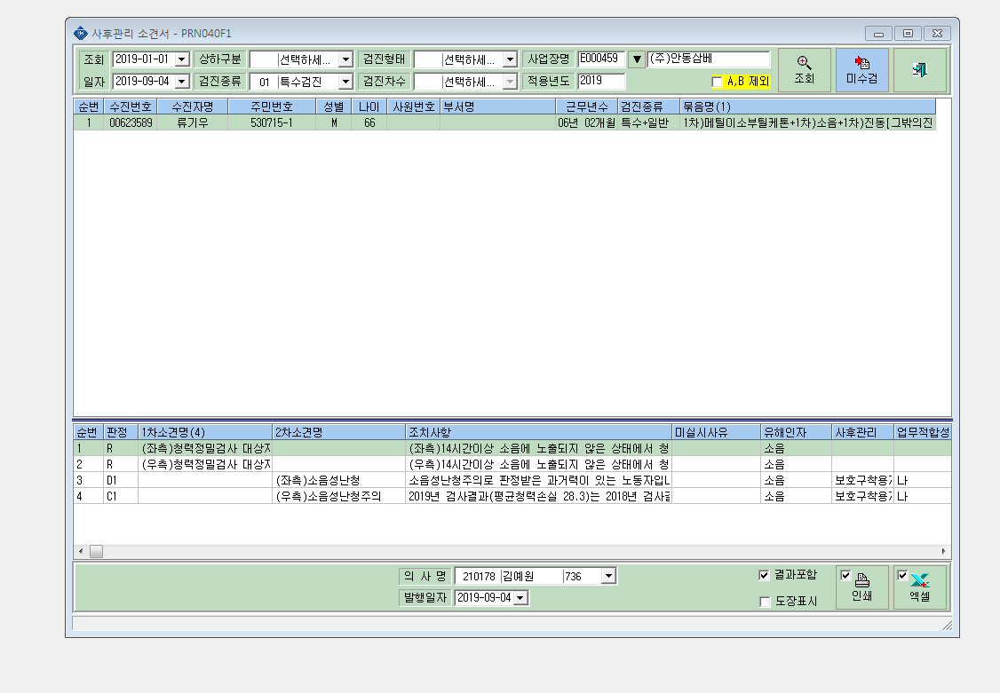 사후관리 소견서 - PRN040F1
조회 2019-01-01 상하구분 선택하세... 검진형태 선택하세... 사업장명 E000459 ▼ (주)안동삼베
일자 2019-09-04 검진종류 01 특수검진 검진차수 선택하세... 적용년도 2019 A,B 제외
조회 미수검
순번 수진번호 수진자명 주민번호 성별 나이 사원번호 부서명 근무년수 검진종류 묶음명(1)
1 00623589 류기우 530715-1 M 66 06년 02개월 특수+일반 1차)메틸이소부틸케톤+1차)소음+1차)진동[그밖의진
순번 판정 1차소견명(4) 2차소견명 조치사항 미실시사유 유해인자 사후관리 업무적합성
1 R (좌측)청력정밀검사 대상자 (좌측)14시간이상 소음에 노출되지 않은 상태에서 청 소음
2 R (우측)청력정밀검사 대상자 (우측)14시간이상 소음에 노출되지 않은 상태에서 청 소음
3 D1 (좌측)소음성난청 소음성난청주의로 판정받은 과거력이 있는 노동자입니 소음 보호구착용 나
4 C1 (우측)소음성난청주의 2019년 검사결과(평균청력손실 28.3)는 2018년 검사결 소음 보호구착용 나
의 사 명 210178 김예원 736
발행일자 2019-09-04
결과포함
도장표시
인쇄
엑셀